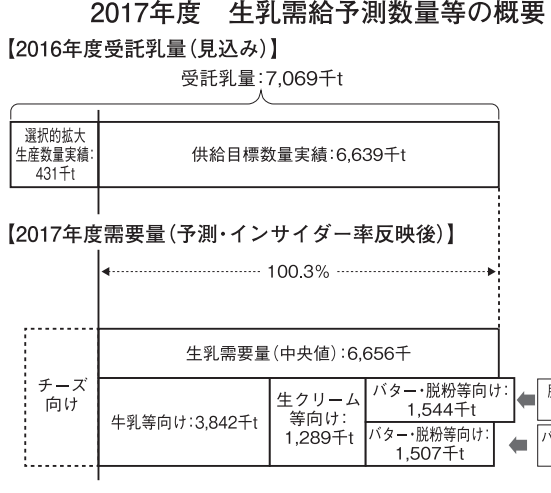 2017年度　生乳需給予測数量等の概要
【2016年度受託乳量(見込み)】
受託乳量:7,069千t
選択的拡大
生産数量実績:
431千t
供給目標数量実績:6,639千t
【2017年度需要量(予測・インサイダー率反映後)】
100.3%
生乳需要量(中央値):6,656千
チーズ
向け
牛乳等向け:3,842千t
生クリーム
等向け:
1,289千t
バター・脱粉等向け:
1,544千t
バター・脱粉等向け:
1,507千t